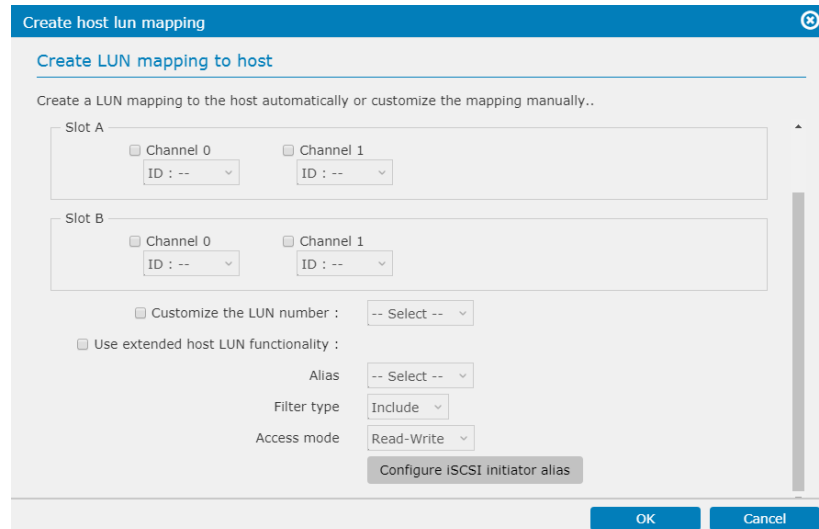 Create host lun mapping
Create LUN mapping to host
Create a LUN mapping to the host automatically or customize the mapping manually..
Slot A
Channel 0 Channel 1
ID : -- ID : --
Slot B
Channel 0 Channel 1
ID : -- ID : --
Customize the LUN number : -- Select --
Use extended host LUN functionality :
Alias -- Select --
Filter type Include
Access mode Read-Write
Configure iSCSI initiator alias
OK Cancel